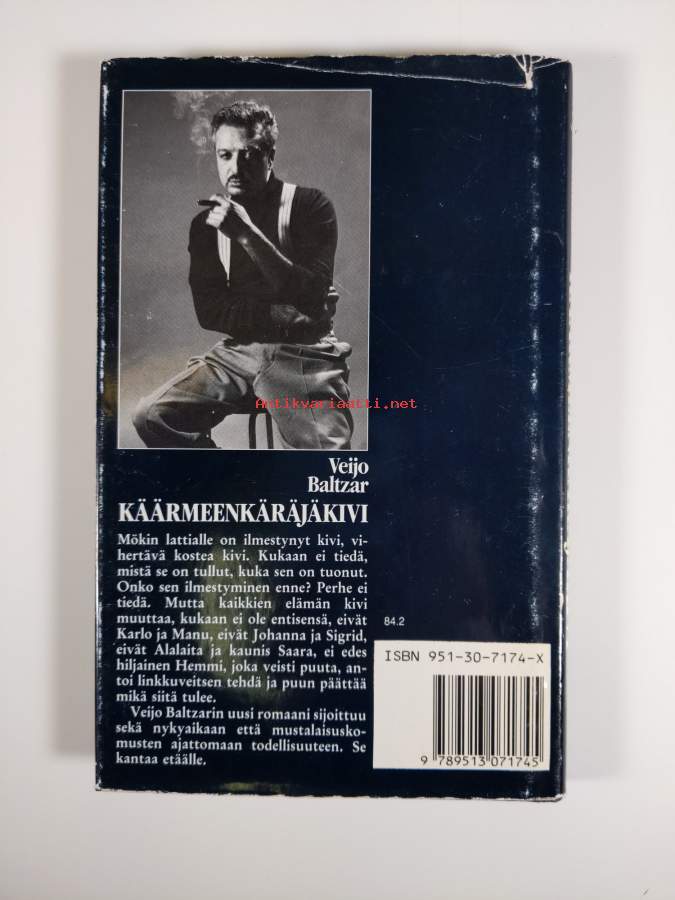 Antikvariaatti.net
Veijo
Baltzar
KÄÄRMEENKÄRÄJÄKIVI
Mökin lattialle on ilmestynyt kivi, vi-
hertävä kostea kivi. Kukaan ei tiedä,
mistä se on tullut, kuka sen on tuonut.
Onko sen ilmestyminen enne? Perhe ei
tiedä. Mutta kaikkien elämän kivi
muuttaa, kukaan ei ole entisensä, eivät
Karlo ja Manu, eivät Johanna ja Sigrid,
eivät Alalaita ja kaunis Saara, ei edes
hiljainen Hemmi, joka veisti puuta, an-
toi linkkuveitsen tehdä ja puun päättää
mikä siitä tulee.
Veijo Baltzarin uusi romaani sijoittuu
sekä nykyaikaan että mustalaisusko-
musten ajattomaan todellisuuteen. Se
kantaa etäälle.
84.2
ISBN 951-30-7174-X
9 789513 071745